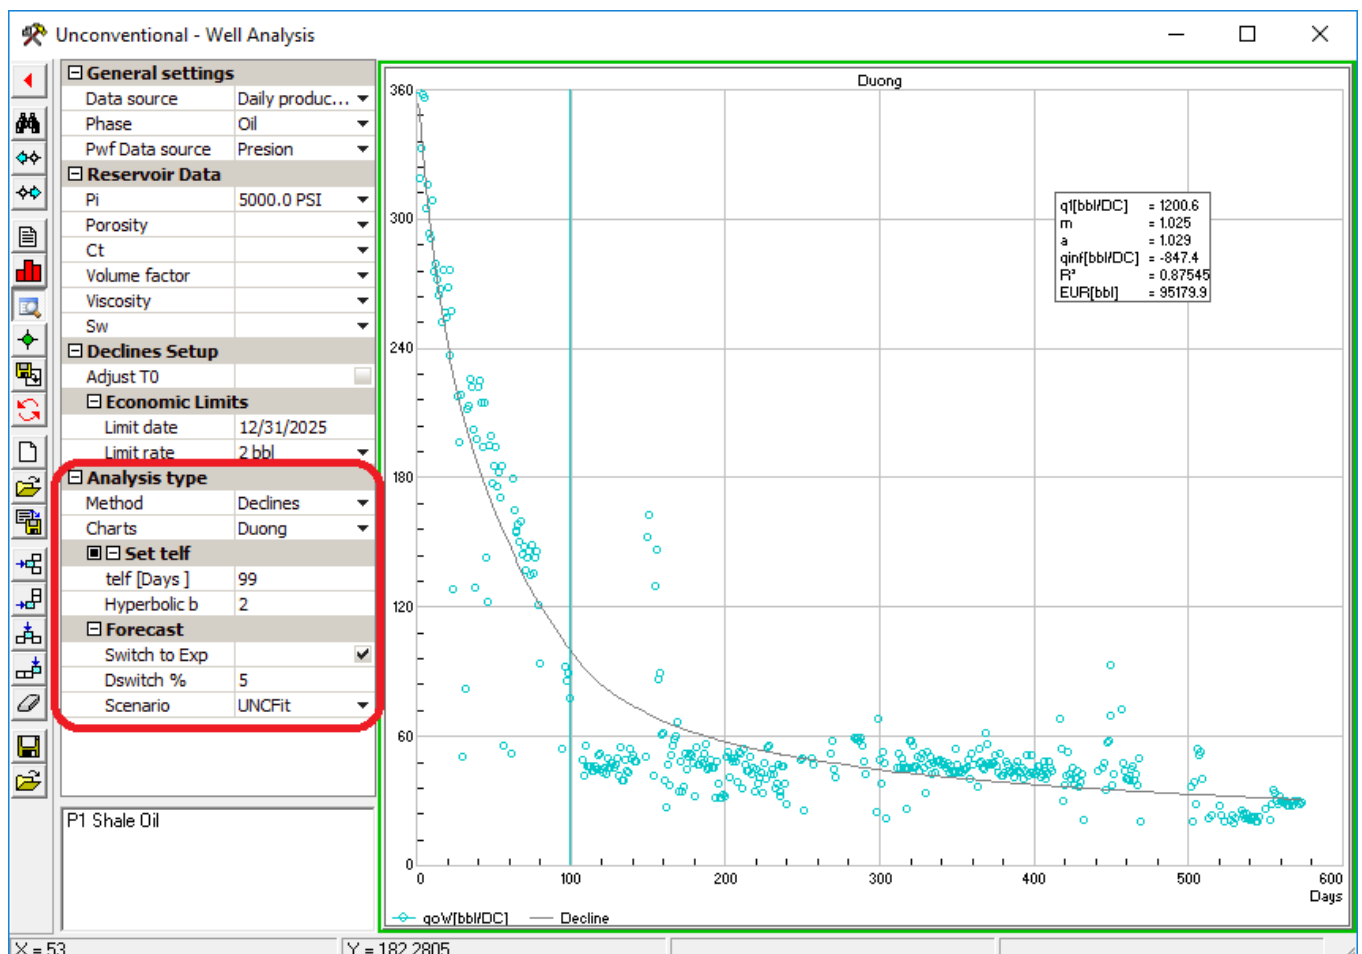 Unconventional - Well Analysis
General settings
Data source Daily produc...
Phase Oil
Pwf Data source Presion
Reservoir Data
Pi 5000.0 PSI
Porosity
Ct
Volume factor
Viscosity
Sw
Declines Setup
Adjust T0
Economic Limits
Limit date 12/31/2025
Limit rate 2 bbl
Analysis type
Method Declines
Charts Duong
Set telf
telf [Days ] 99
Hyperbolic b 2
Forecast
Switch to Exp
Dswitch % 5
Scenario UNCFit
P1 Shale Oil
Duong
360
300
240
180
120
60
0
0 100 200 300 400 500 600
Days
q1[bbl/DC] = 1200.6
m = 1.025
a = 1.029
qinf[bbl/DC] = -847.4
R² = 0.87545
EUR[bbl] = 95179.9
qoW[bbl/DC] Decline
X = 53 Y = 182.2805